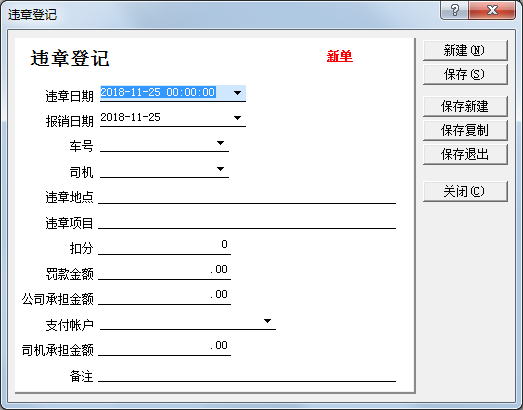 违章登记
违章登记
新单
违章日期 2018-11-25 00:00:00
报销日期 2018-11-25
车号
司机
违章地点
违章项目
扣分 0
罚款金额 .00
公司承担金额 .00
支付帐户
司机承担金额 .00
备注
新建(N)
保存(S)
保存新建
保存复制
保存退出
关闭(C)